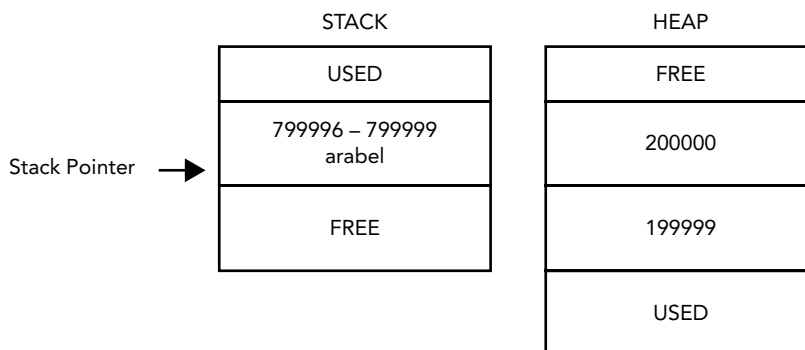 STACK
USED
799996 – 799999
arabel
Stack Pointer
FREE
HEAP
FREE
200000
199999
USED